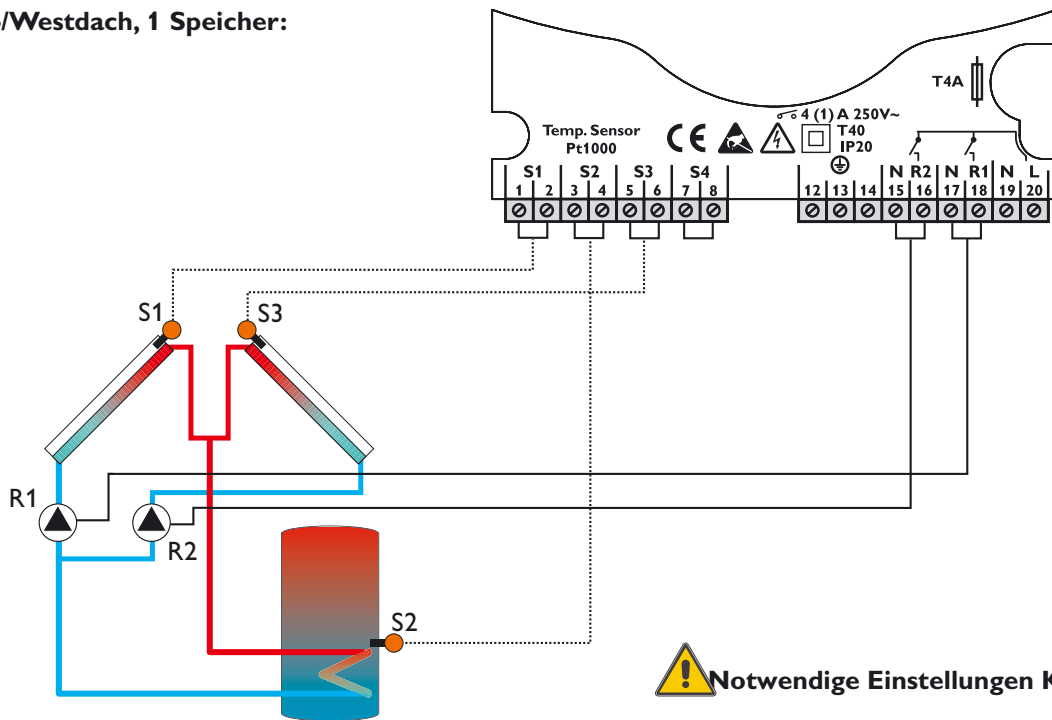 /Westdach, 1 Speicher:
T4A
4 (1) A 250V~
T40
IP20
Temp. Sensor
Pt1000
S1 S2 S3 S4
N R2 N R1 N L
1 2 3 4 5 6 7 8
12 13 14 15 16 17 18 19 20
S1
S3
R1
R2
S2
Notwendige Einstellungen